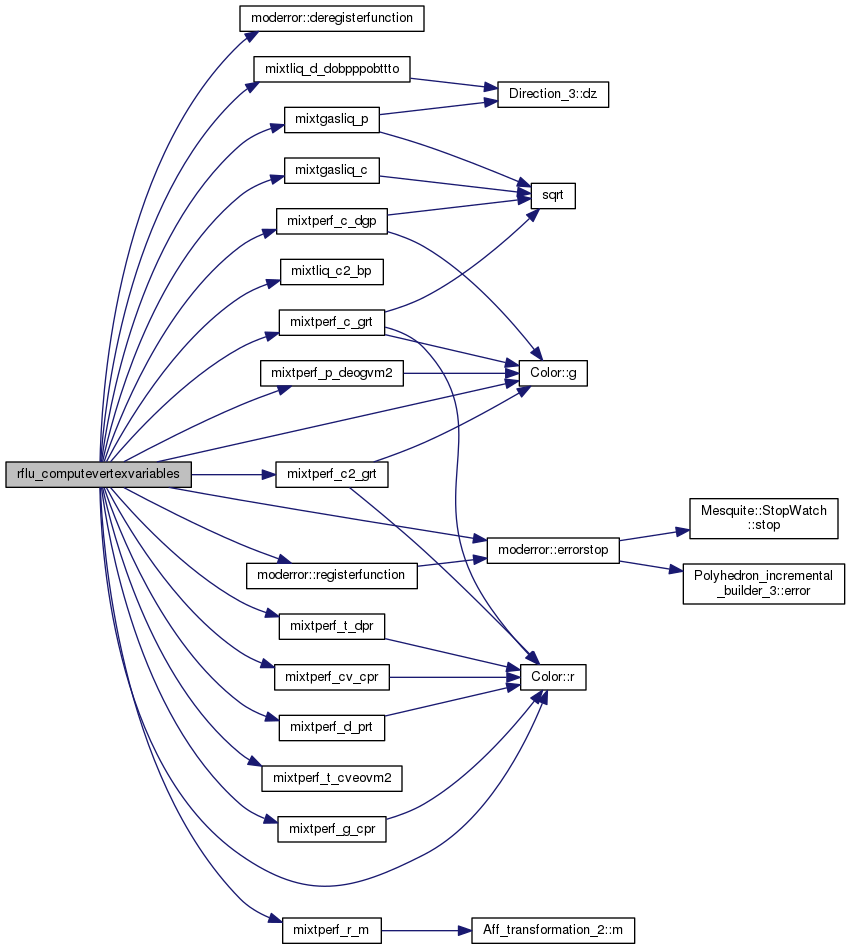 moderror::deregisterfunction
mixtliq_d_dobpppobttto
Direction_3::dz
mixtgasliq_p
mixtgasliq_c
sqrt
mixtperf_c_dgp
mixtliq_c2_bp
mixtperf_c_grt
mixtperf_p_deogvm2
Color::g
rflu_computevertexvariables
mixtperf_c2_grt
Mesquite::StopWatch
::stop
moderror::errorstop
moderror::registerfunction
Polyhedron_incremental
_builder_3::error
mixtperf_t_dpr
mixtperf_cv_cpr
Color::r
mixtperf_d_prt
mixtperf_t_cveovm2
mixtperf_g_cpr
mixtperf_r_m
Aff_transformation_2::m